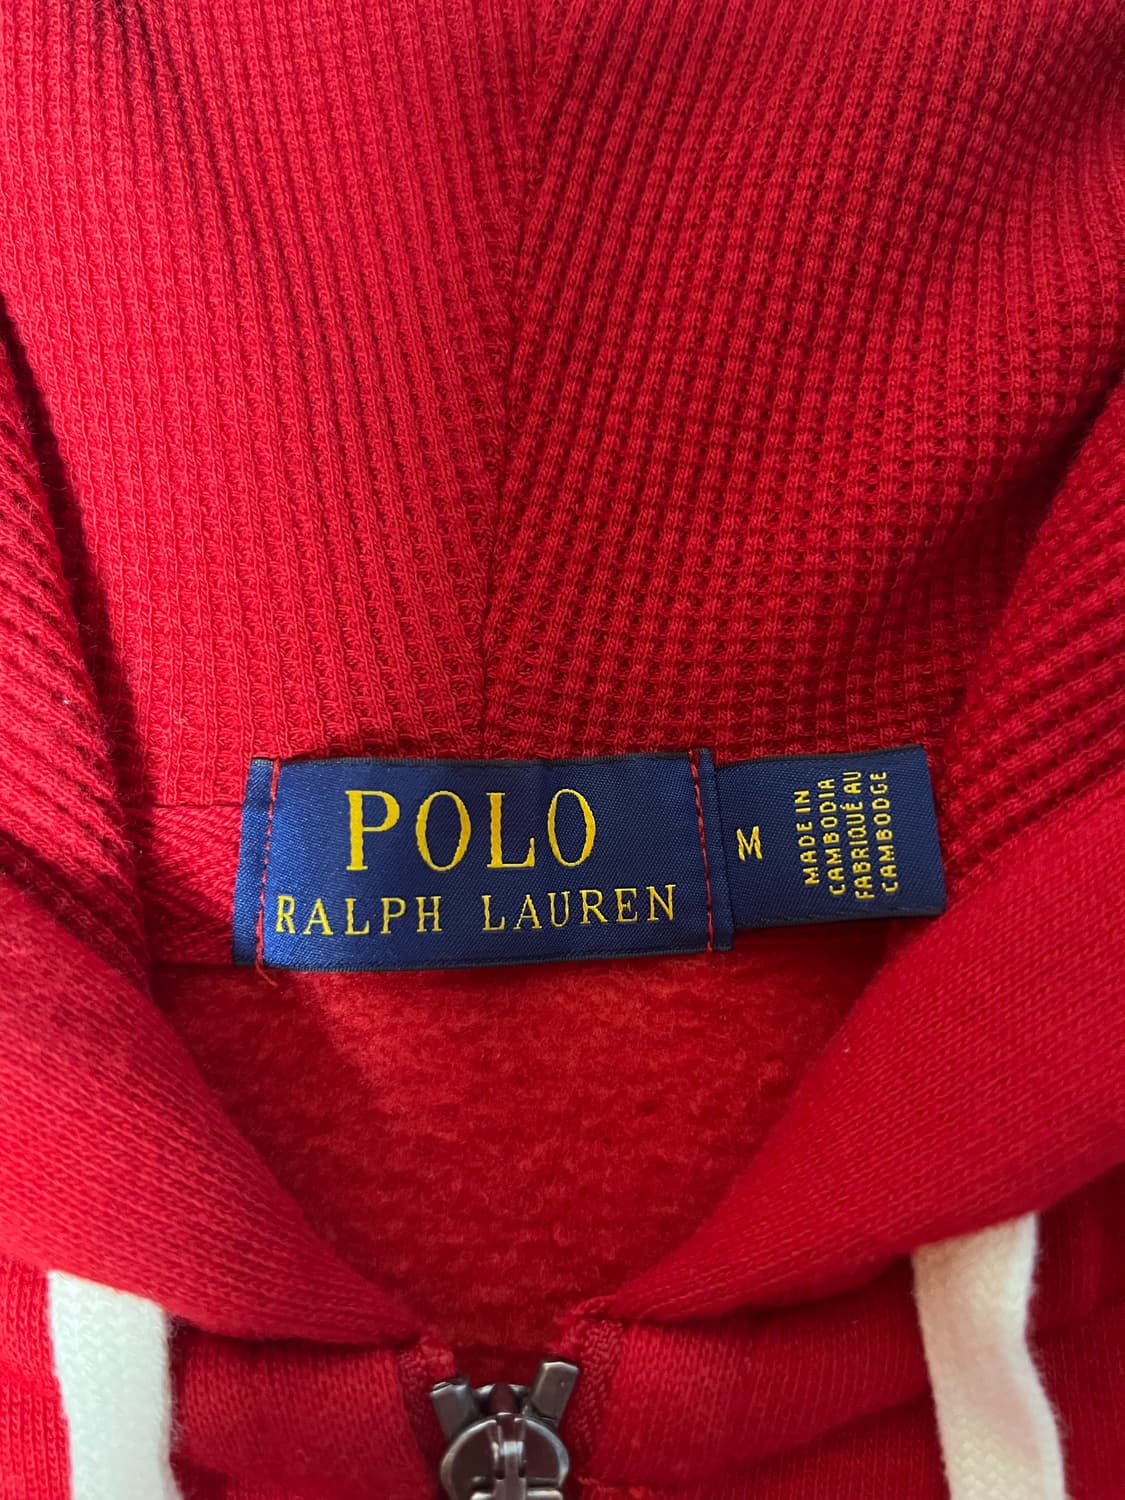 POLO
RALPH LAUREN
M
MADE IN
CAMBODIA
FABRIQUÉ AU
CAMBODGE